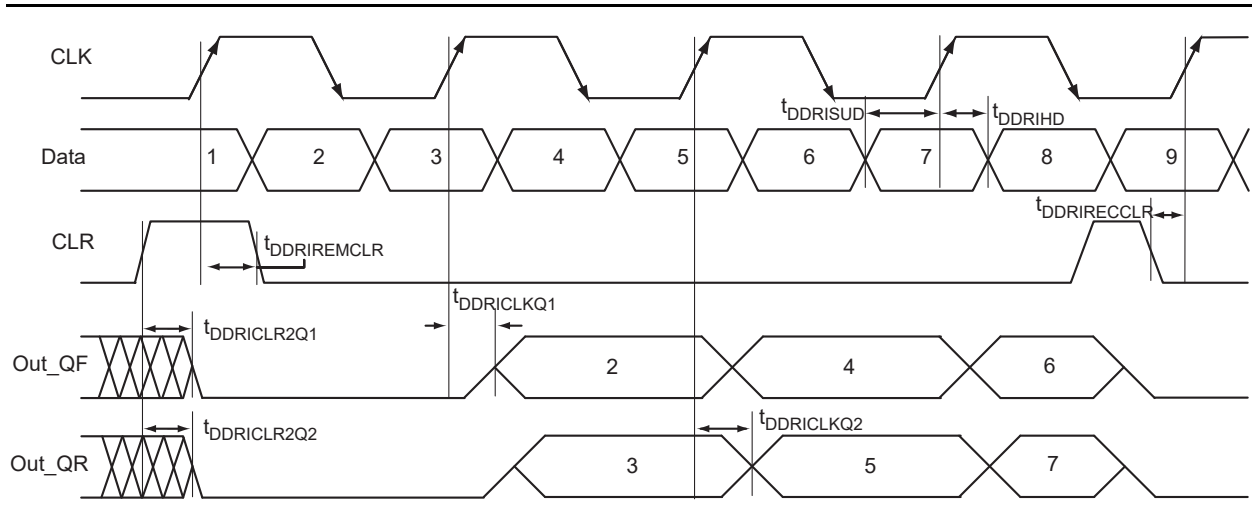 CLK
tDDRISUD
tDDRIHD
Data
1 2 3 4 5 6 7 8 9
tDDRIRECCLR
CLR
tDDRIREMCLR
tDDRICLKQ1
tDDRICLR2Q1
Out_QF
2 4 6
tDDRICLR2Q2
tDDRICLKQ2
Out_QR
3 5 7